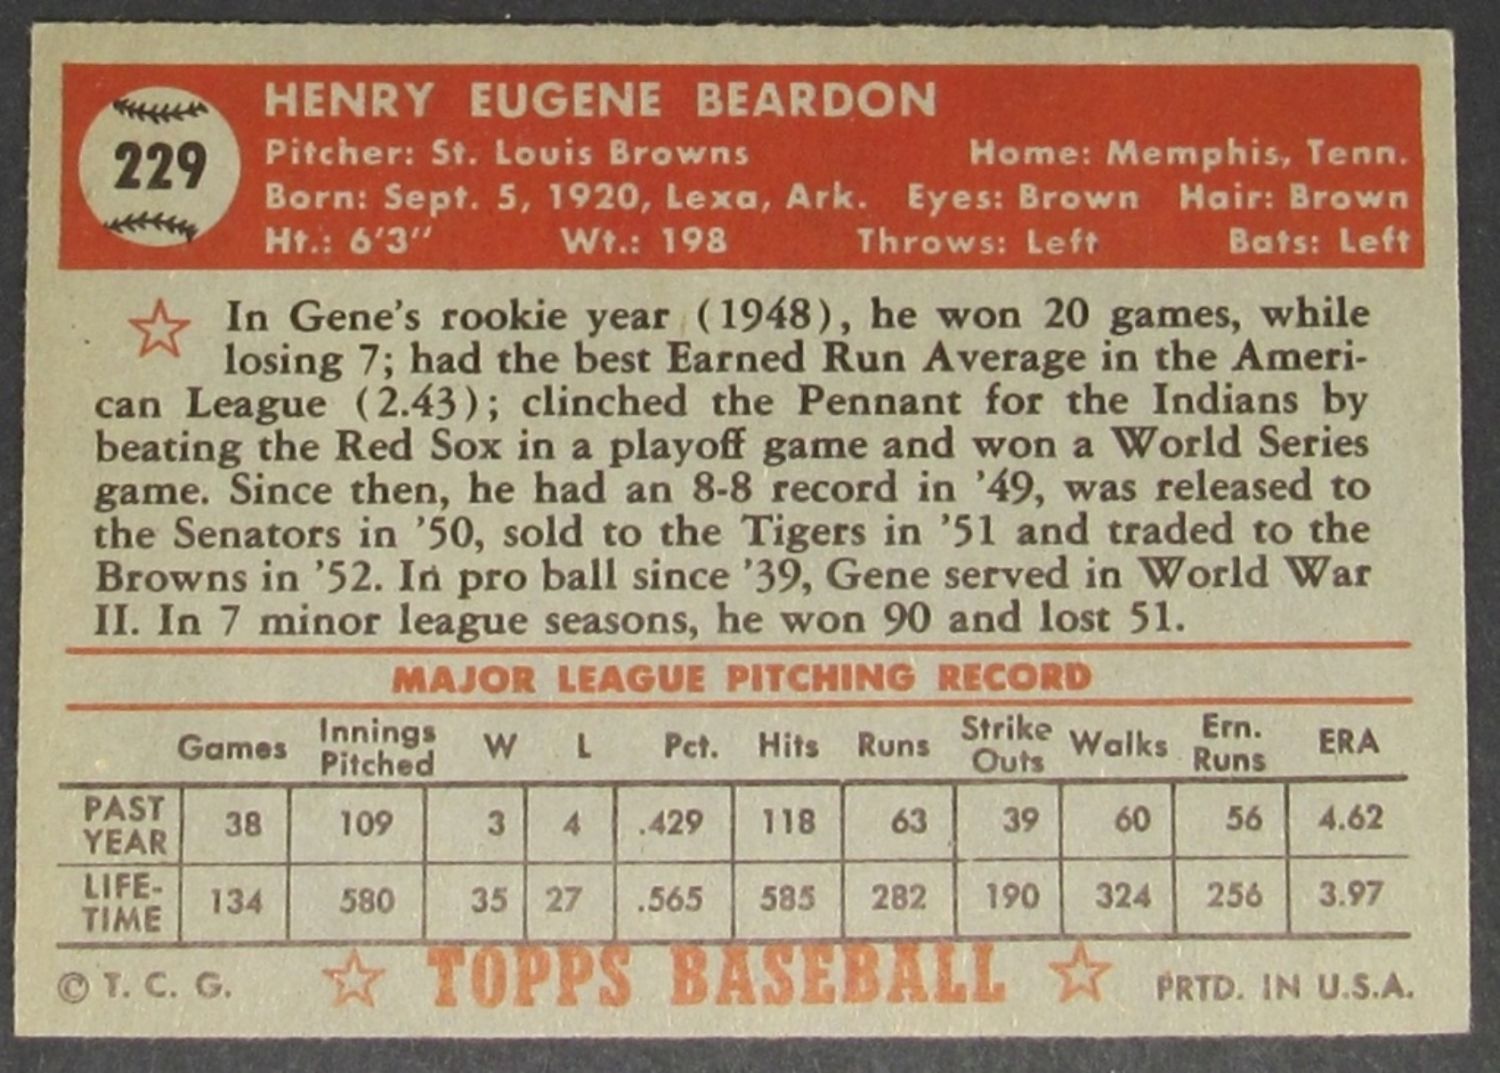 229
HENRY EUGENE BEARDON
Pitcher: St. Louis Browns Home: Memphis, Tenn.
Born: Sept. 5, 1920, Lexa, Ark. Eyes: Brown Hair: Brown
Ht.: 6'3" Wt.: 198 Throws: Left Bats: Left
In Gene's rookie year (1948), he won 20 games, while
losing 7; had the best Earned Run Average in the Ameri-
can League (2.43); clinched the Pennant for the Indians by
beating the Red Sox in a playoff game and won a World Series
game. Since then, he had an 8-8 record in '49, was released to
the Senators in '50, sold to the Tigers in '51 and traded to the
Browns in '52. In pro ball since '39, Gene served in World War
II. In 7 minor league seasons, he won 90 and lost 51.
MAJOR LEAGUE PITCHING RECORD
Games Innings Pitched W L Pct. Hits Runs Strike Outs Walks Ern. Runs ERA
PAST YEAR 38 109 3 4 .429 118 63 39 60 56 4.62
LIFE-TIME 134 580 35 27 .565 585 282 190 324 256 3.97
© T. C. G. TOPPS BASEBALL PRTD. IN U.S.A.